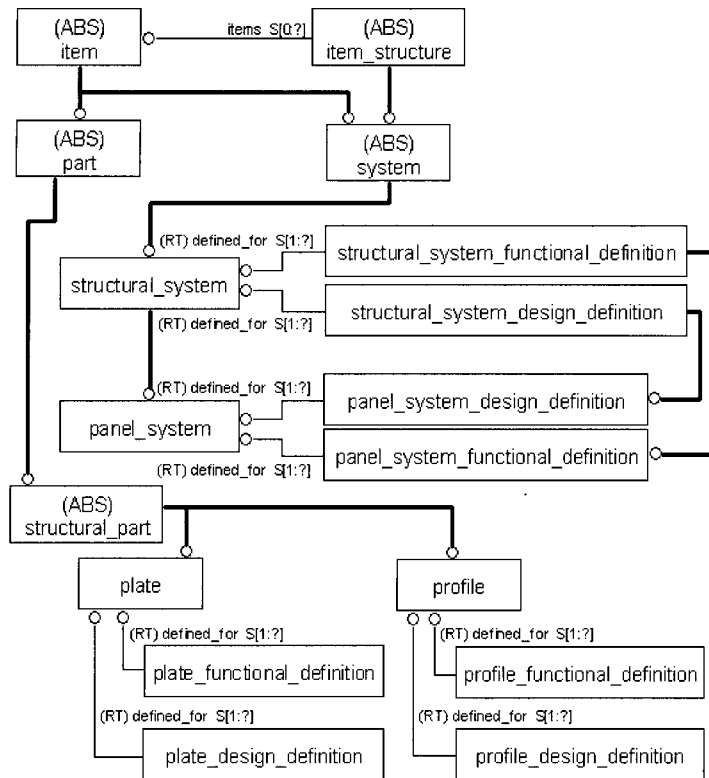 (ABS)
item
items S[0:?]
(ABS)
item_structure
(ABS)
part
(ABS)
system
(RT) defined_for S[1:?]
structural_system_functional_definition
structural_system
structural_system_design_definition
(RT) defined_for S[1:?]
(RT) defined_for S[1:?]
panel_system_design_definition
panel_system
panel_system_functional_definition
(RT) defined_for S[1:?]
(ABS)
structural_part
plate
profile
(RT) defined_for S[1:?]
(RT) defined_for S[1:?]
plate_functional_definition
profile_functional_definition
(RT) defined_for S[1:?]
(RT) defined_for S[1:?]
plate_design_definition
profile_design_definition